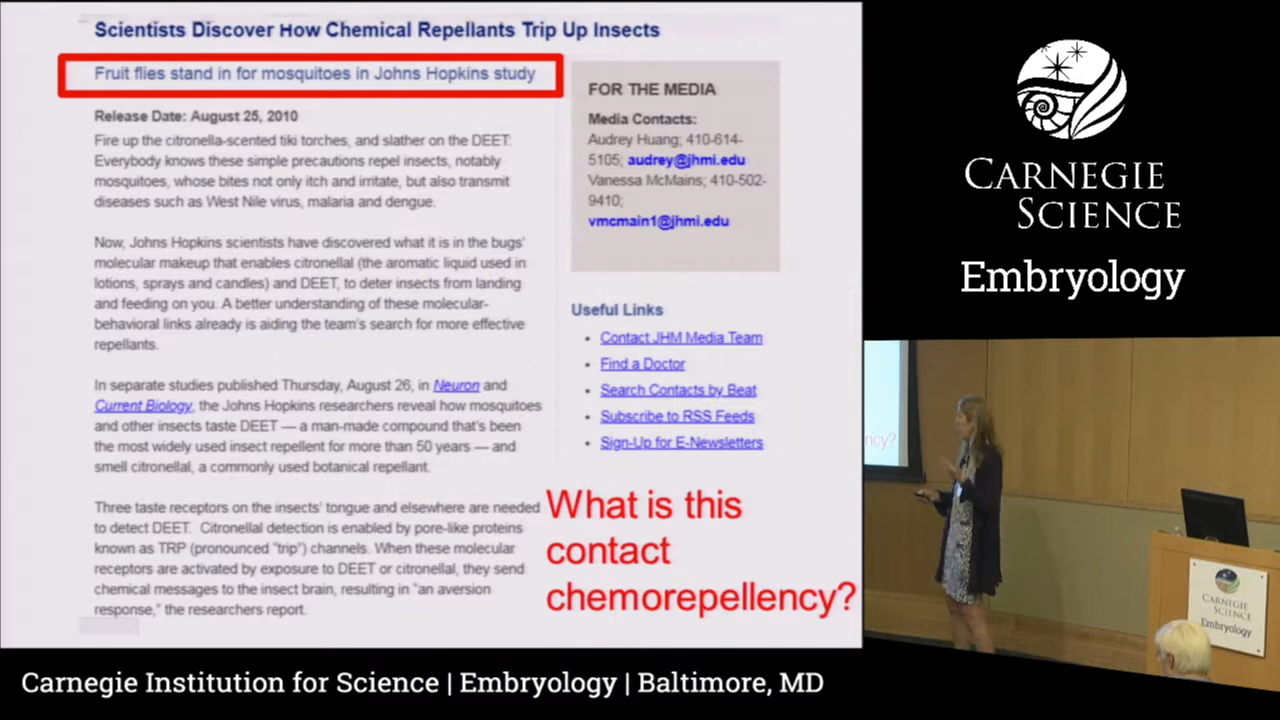 Scientists Discover How Chemical Repellants Trip Up Insects
Fruit flies stand in for mosquitoes in Johns Hopkins study
Release Date: August 25, 2010
Fire up the citronella-scented tiki torches, and slather on the DEET:
Everybody knows these simple precautions repel insects, notably
mosquitoes, whose bites not only itch and irritate, but also transmit
diseases such as West Nile virus, malaria and dengue.
Now, Johns Hopkins scientists have discovered what it is in the bugs'
molecular makeup that enables citronellal (the aromatic liquid used in
lotions, sprays and candles) and DEET, to deter insects from landing
and feeding on you. A better understanding of these molecular-
behavioral links already is aiding the team's search for more effective
repellants.
In separate studies published Thursday, August 26, in Neuron and
Current Biology, the Johns Hopkins researchers reveal how mosquitoes
and other insects taste DEET — a man-made compound that's been
the most widely used insect repellent for more than 50 years — and
smell citronellal, a commonly used botanical repellant.
Three taste receptors on the insects' tongue and elsewhere are needed
to detect DEET. Citronellal detection is enabled by pore-like proteins
known as TRP (pronounced "trip") channels. When these molecular
receptors are activated by exposure to DEET or citronellal, they send
chemical messages to the insect brain, resulting in "an aversion
response," the researchers report.
FOR THE MEDIA
Media Contacts:
Audrey Huang; 410-614-
5105; audrey@jhmi.edu
Vanessa McMains; 410-502-
9410;
vmcmain1@jhmi.edu
Useful Links
• Contact JHM Media Team
• Find a Doctor
• Search Contacts by Beat
• Subscribe to RSS Feeds
• Sign-Up for E-Newsletters
What is this
contact
chemorepellency?
CARNEGIE
SCIENCE
Embryology
ncy?
CARNEGIE
SCIENCE
Embryology
Carnegie Institution for Science | Embryology | Baltimore, MD